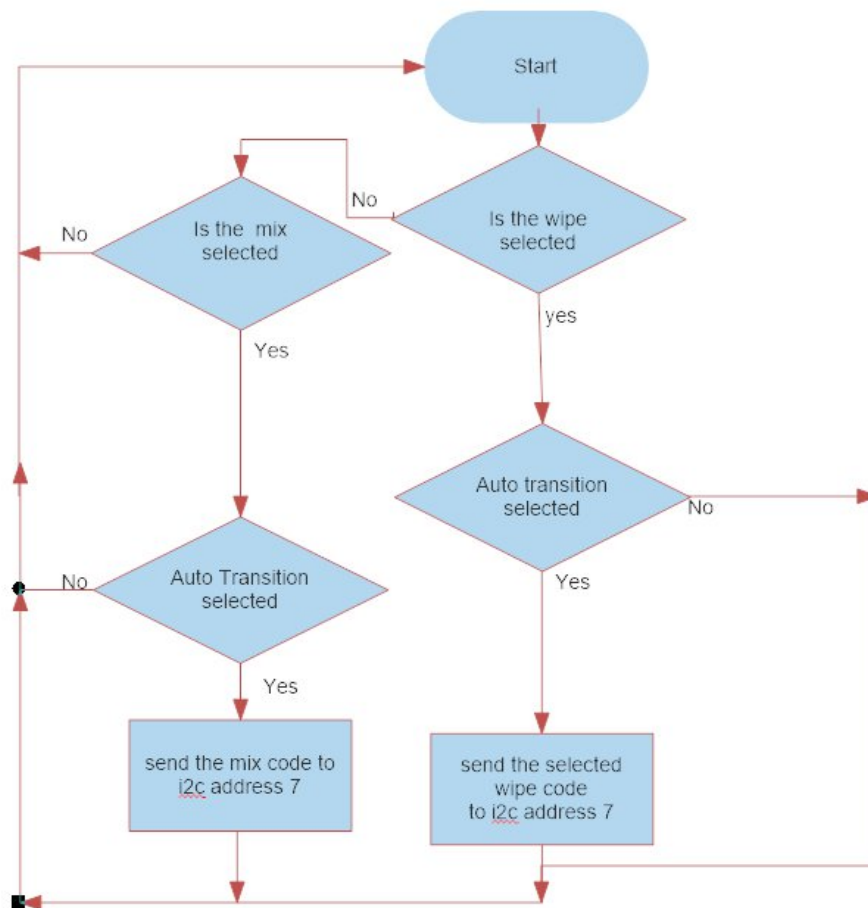 Start
No
Is the wipe
selected
No
Is the mix
selected
yes
Yes
Auto transition
selected
No
Auto Transition
selected
No
Yes
Yes
send the mix code to
i2c address 7
send the selected
wipe code
to i2c address 7